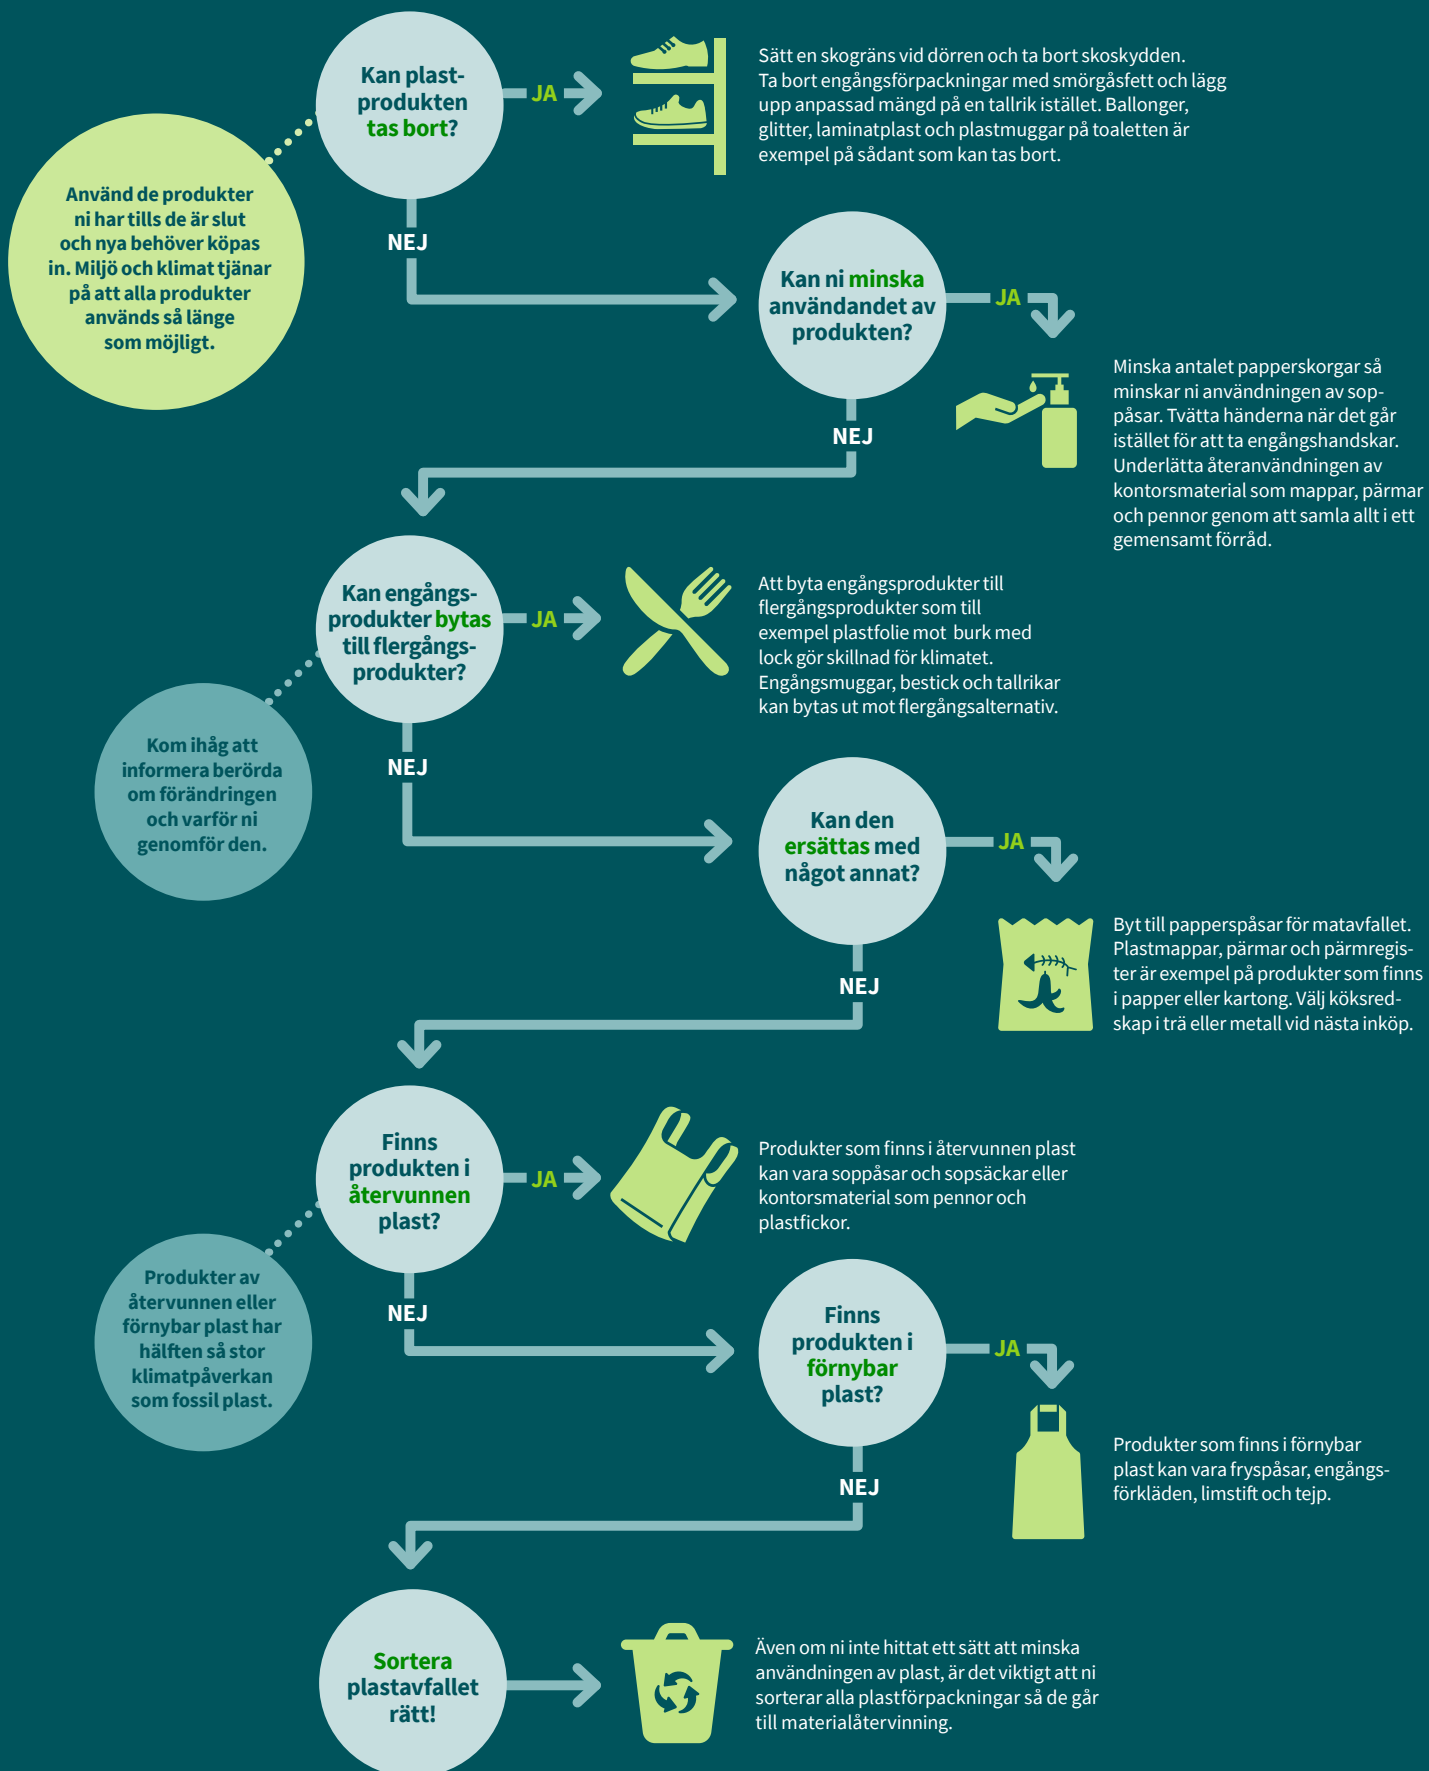 Kan plast-
produkten
tas bort?
JA
Sätt en skogräns vid dörren och ta bort skoskydden.
Ta bort engångsförpackningar med smörgåsfett och lägg
upp anpassad mängd på en tallrik istället. Ballonger,
glitter, laminatplast och plastmuggar på toaletten är
exempel på sådant som kan tas bort.
Använd de produkter
ni har tills de är slut
och nya behöver köpas
in. Miljö och klimat tjänar
på att alla produkter
används så länge
som möjligt.
NEJ
Kan ni minska
användandet av
produkten?
JA
Minska antalet papperskorgar så
minskar ni användningen av sop-
påsar. Tvätta händerna när det går
istället för att ta engångshandskar.
Underlätta återanvändningen av
kontorsmaterial som mappar, pärmar
och pennor genom att samla allt i ett
gemensamt förråd.
NEJ
Kan engångs-
produkter bytas
till flergångs-
produkter?
JA
Att byta engångsprodukter till
flergångsprodukter som till
exempel plastfolie mot burk med
lock gör skillnad för klimatet.
Engångsmuggar, bestick och tallrikar
kan bytas ut mot flergångsalternativ.
Kom ihåg att
informera berörda
om förändringen
och varför ni
genomför den.
NEJ
Kan den
ersättas med
något annat?
JA
Byt till papperspåsar för matavfallet.
Plastmappar, pärmar och pärmregis-
ter är exempel på produkter som finns
i papper eller kartong. Välj köksred-
skap i trä eller metall vid nästa inköp.
NEJ
Finns
produkten i
återvunnen
plast?
JA
Produkter som finns i återvunnen plast
kan vara soppåsar och sopsäckar eller
kontorsmaterial som pennor och
plastfickor.
Produkter av
återvunnen eller
förnybar plast har
hälften så stor
klimatpåverkan
som fossil plast.
NEJ
Finns
produkten i
förnybar
plast?
JA
Produkter som finns i förnybar
plast kan vara fryspåsar, engångs-
förkläden, limstift och tejp.
NEJ
Sortera
plastavfallet
rätt!
Även om ni inte hittat ett sätt att minska
användningen av plast, är det viktigt att ni
sorterar alla plastförpackningar så de går
till materialåtervinning.